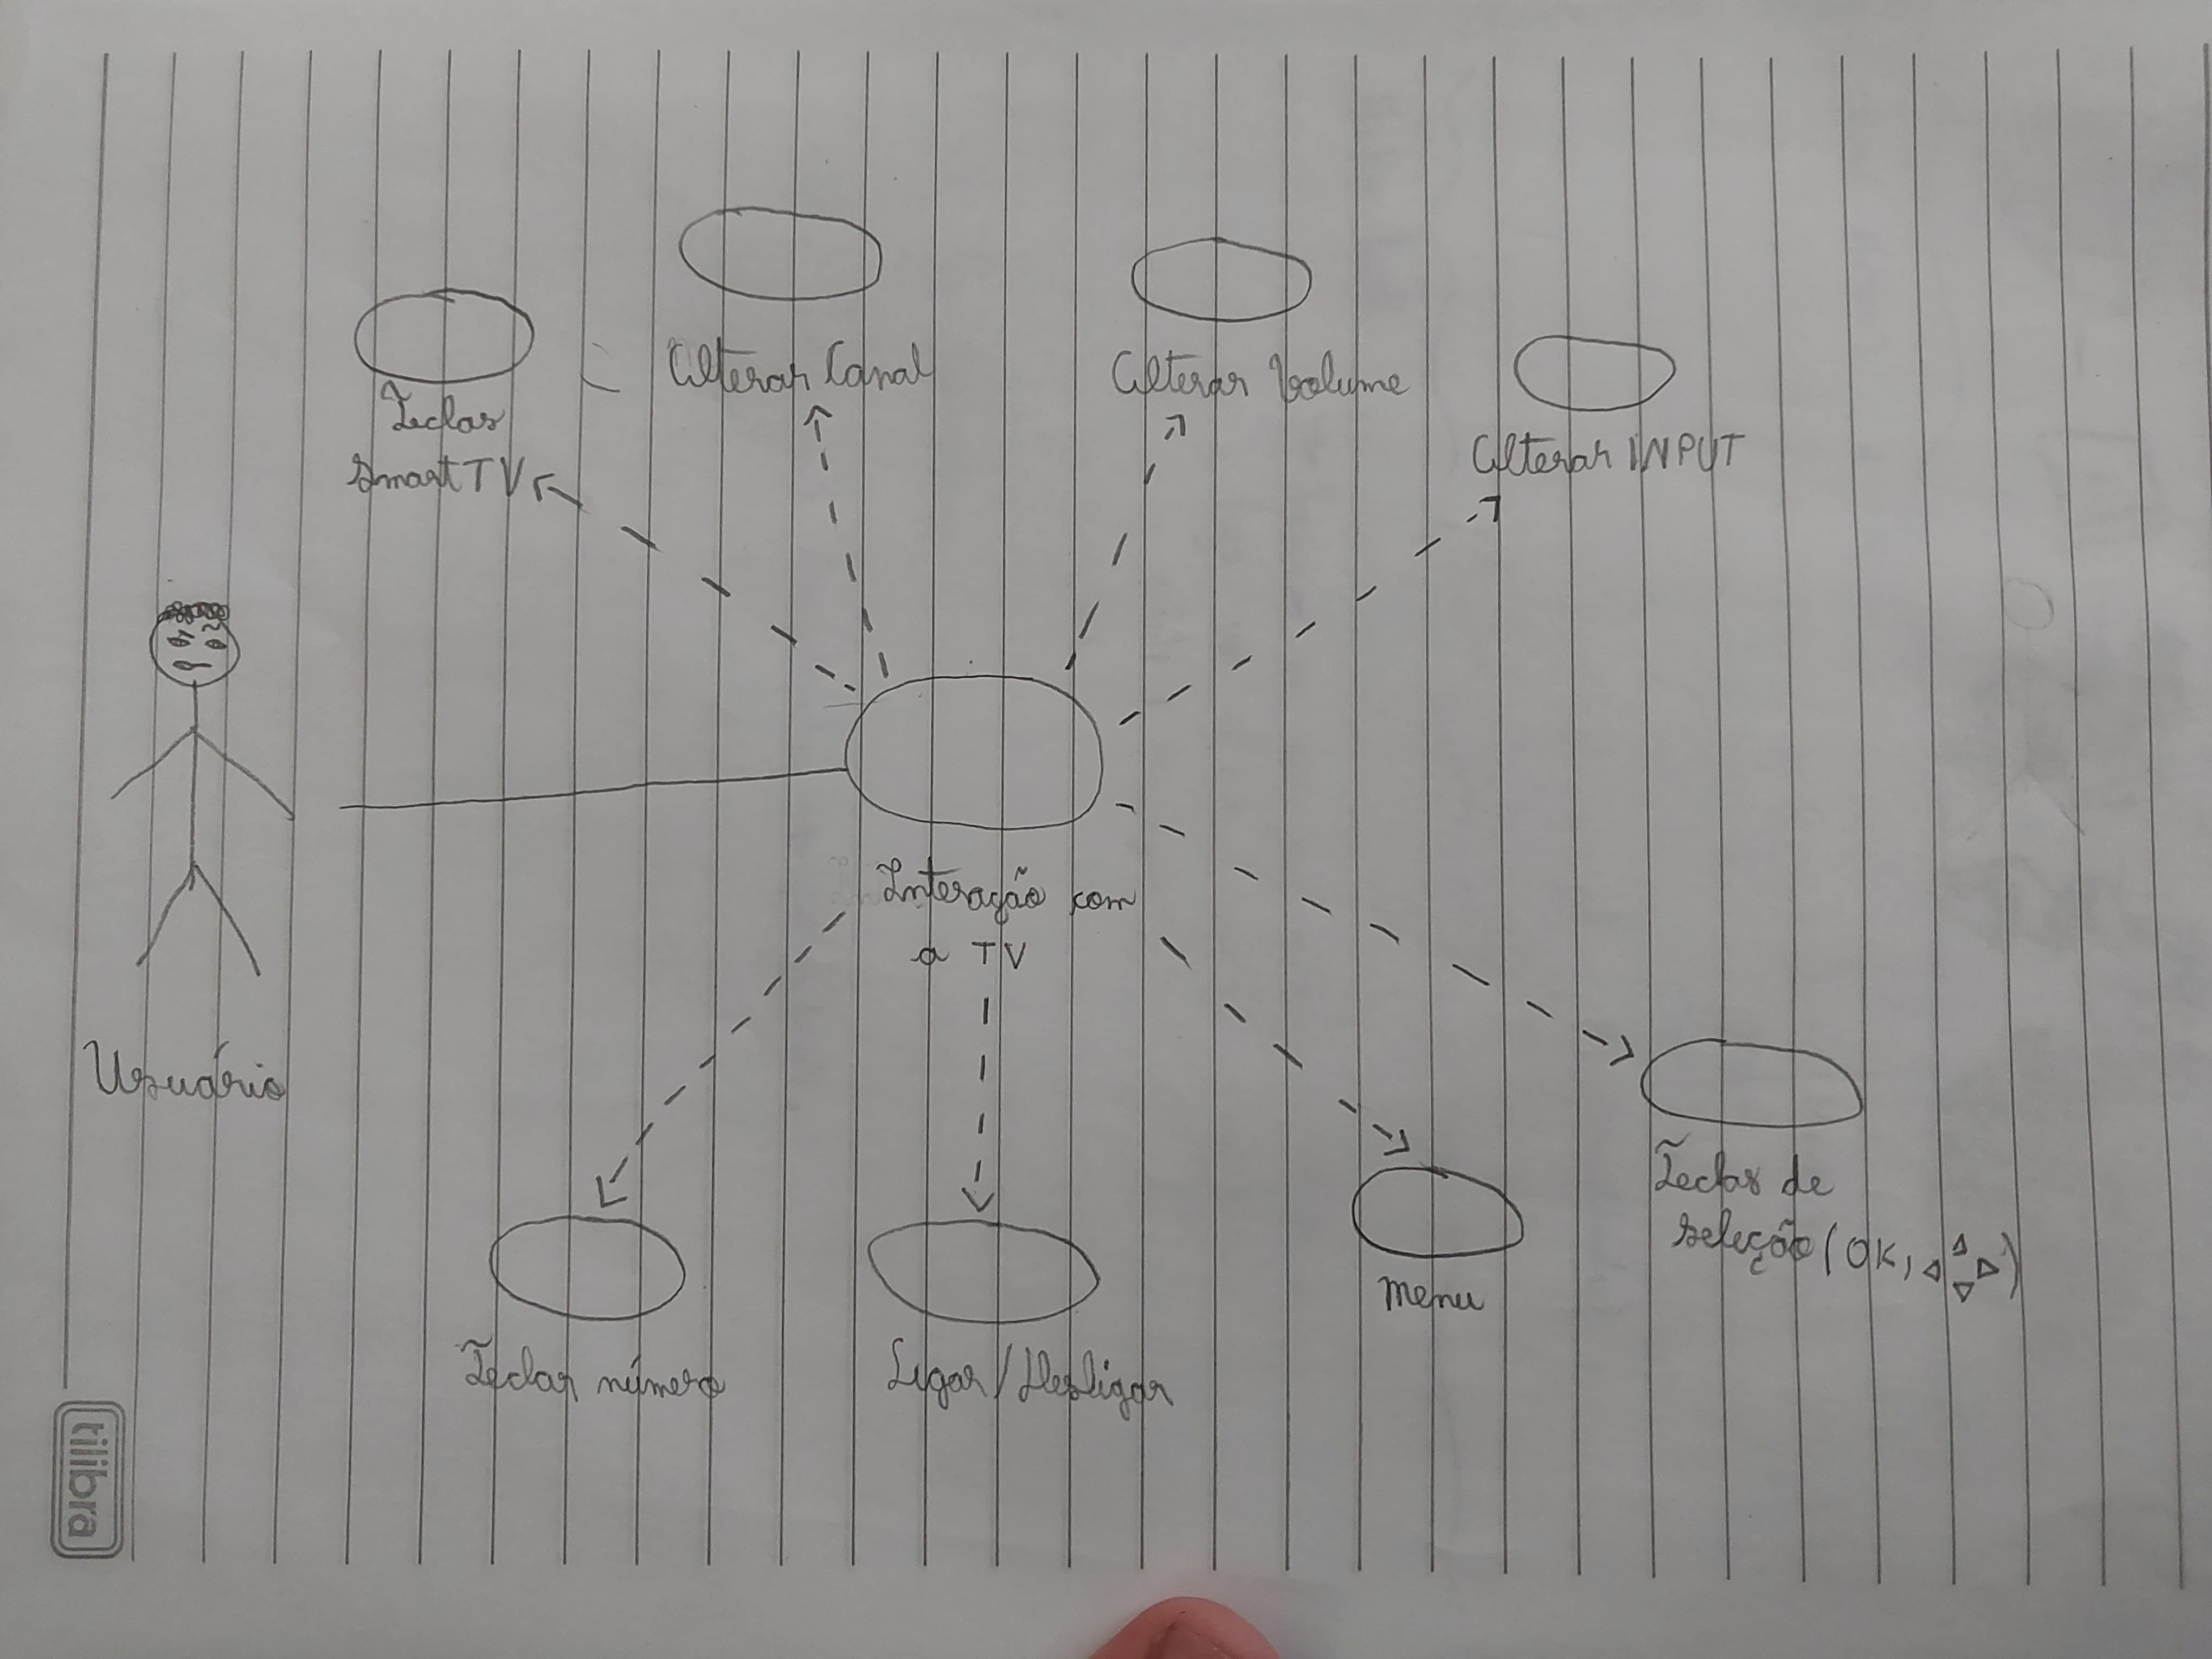 Alterar Canal
Alterar Volume
Teclas
Smart TV
Alterar INPUT
Interação com
a TV
Usuário
Teclas de
seleção (OK, ◁△▽▷)
Menu
Teclar número
Ligar/Desligar
tilibra